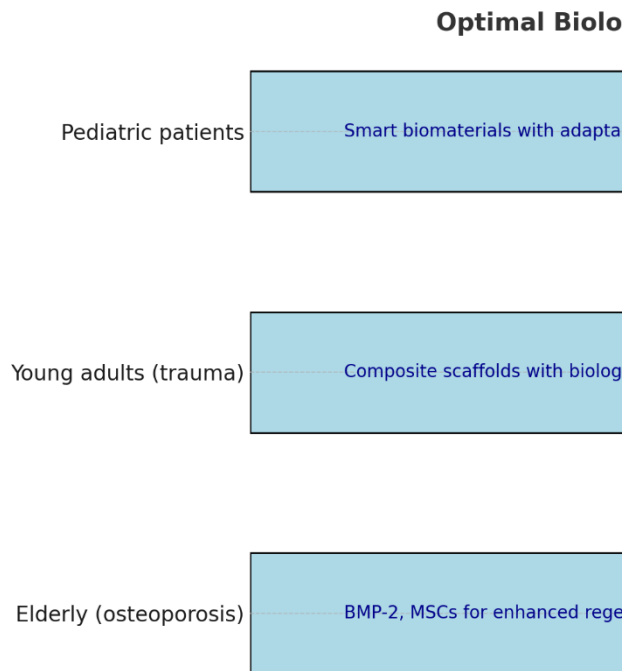 Optimal Biolo
Pediatric patients
Smart biomaterials with adapta
Young adults (trauma)
Composite scaffolds with biolog
Elderly (osteoporosis)
BMP-2, MSCs for enhanced rege